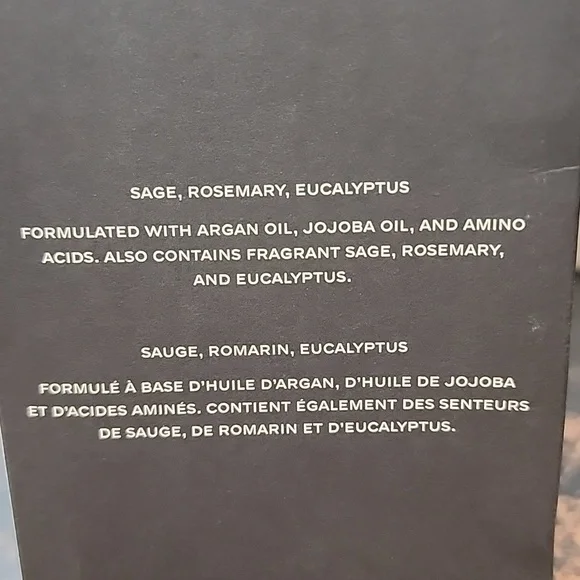 SAGE, ROSEMARY, EUCALYPTUS
FORMULATED WITH ARGAN OIL, JOJOBA OIL, AND AMINO
ACIDS. ALSO CONTAINS FRAGRANT SAGE, ROSEMARY,
AND EUCALYPTUS.
SAUGE, ROMARIN, EUCALYPTUS
FORMULÉ À BASE D'HUILE D'ARGAN, D'HUILE DE JOJOBA
ET D'ACIDES AMINÉS. CONTIENT ÉGALEMENT DES SENTEURS
DE SAUGE, DE ROMARIN ET D'EUCALYPTUS.